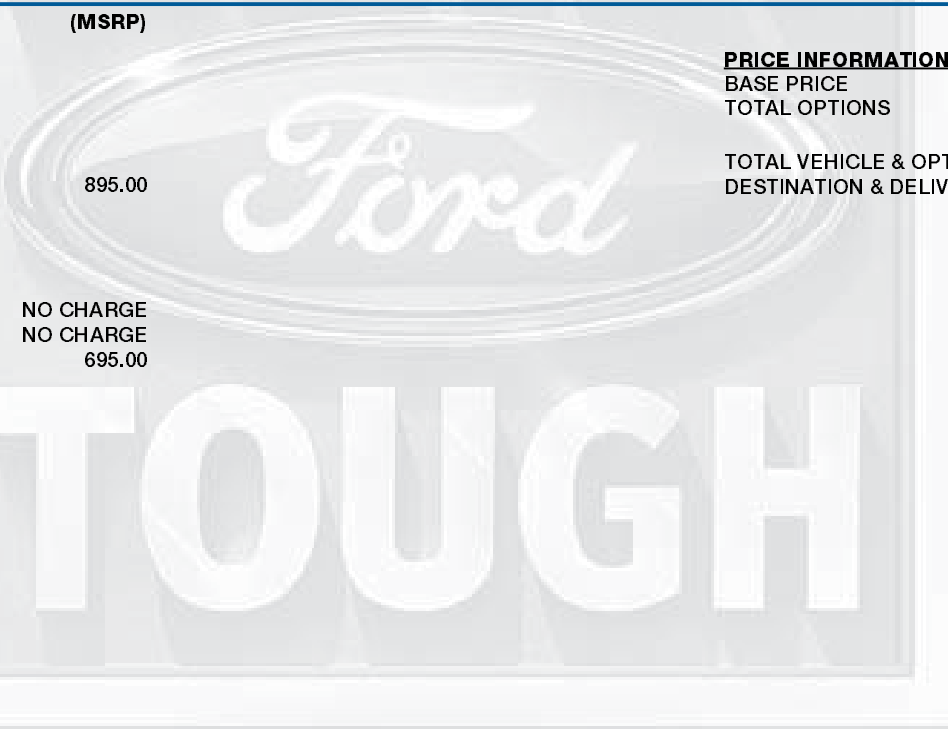 (MSRP)
895.00
NO CHARGE
NO CHARGE
695.00
PRICE INFORMATION
BASE PRICE
TOTAL OPTIONS
TOTAL VEHICLE & OPT
DESTINATION & DELIV
Ford
TOUGH